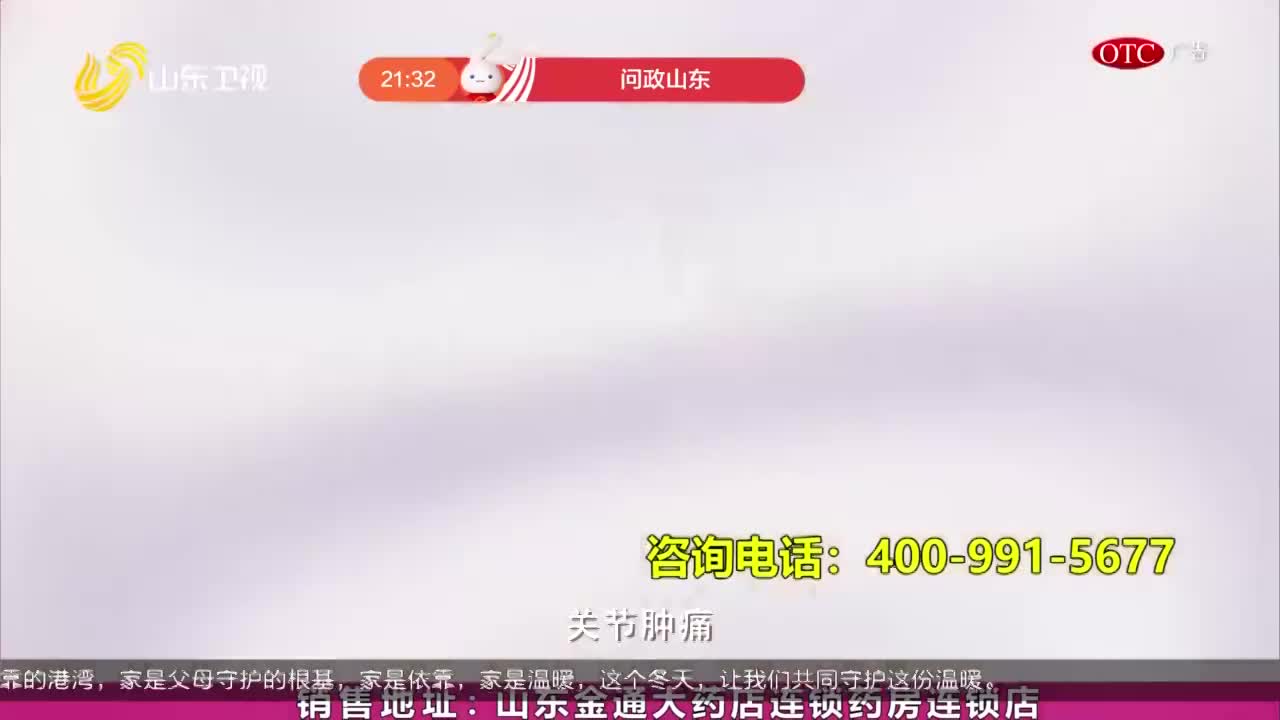 山东卫视
21:32
问政山东
OTC
广告
咨询电话：400-991-5677
关节肿痛
靠的港湾，家是父母守护的根基，家是依靠，家是温暖，这个冬天，让我们共同守护这份温暖。
销售地址：山东金通大药店连锁药房连锁店